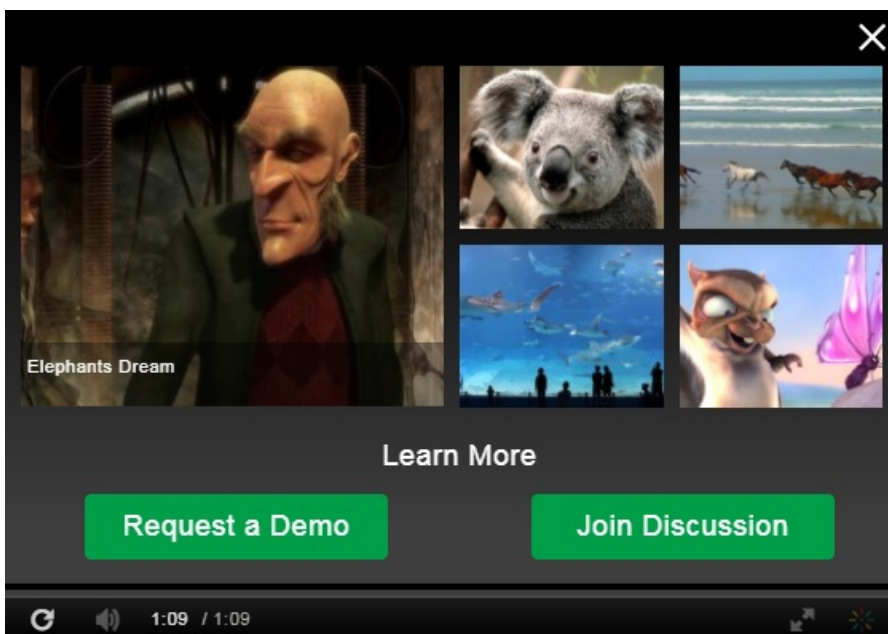 Elephants Dream
Learn More
Request a Demo
Join Discussion
1:09 / 1:09